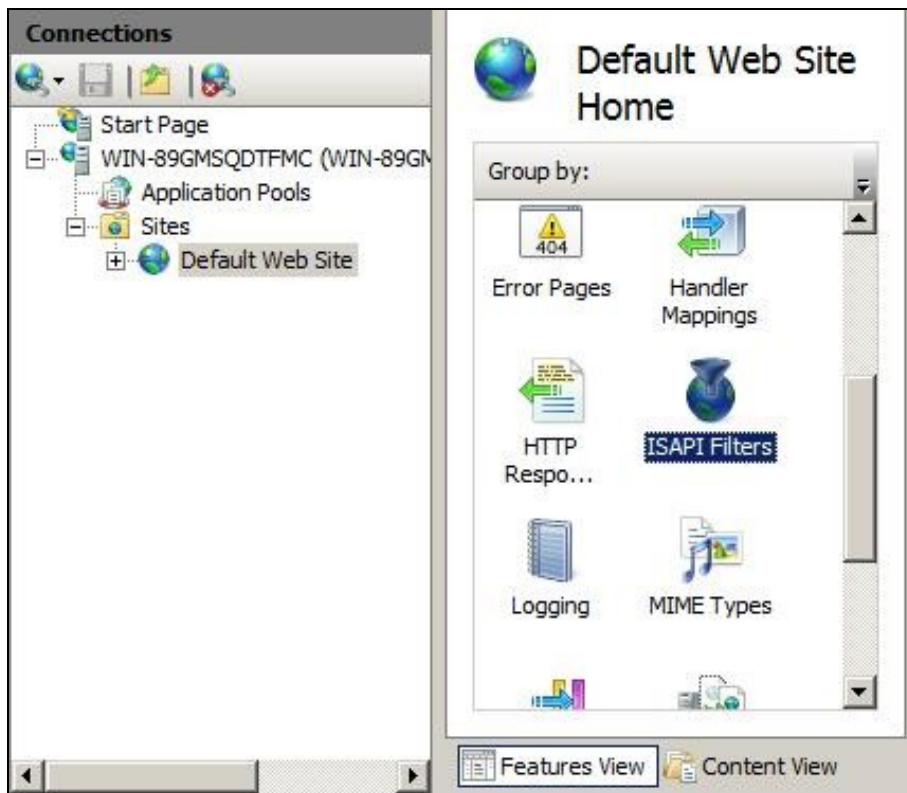 Connections
Start Page
WIN-89GMSQDTFMC (WIN-89GM
Application Pools
Sites
Default Web Site
Default Web Site
Home
Group by:
404
Error Pages
Handler
Mappings
HTTP
Respo...
ISAPI Filters
Logging
MIME Types
Features View
Content View